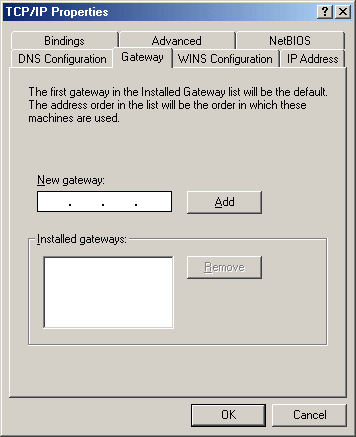 TCP/IP Properties
Bindings Advanced NetBIOS
DNS Configuration Gateway WINS Configuration IP Address
The first gateway in the Installed Gateway list will be the default.
The address order in the list will be the order in which these
machines are used.
New gateway:
. . .
Add
Installed gateways:
Remove
OK Cancel